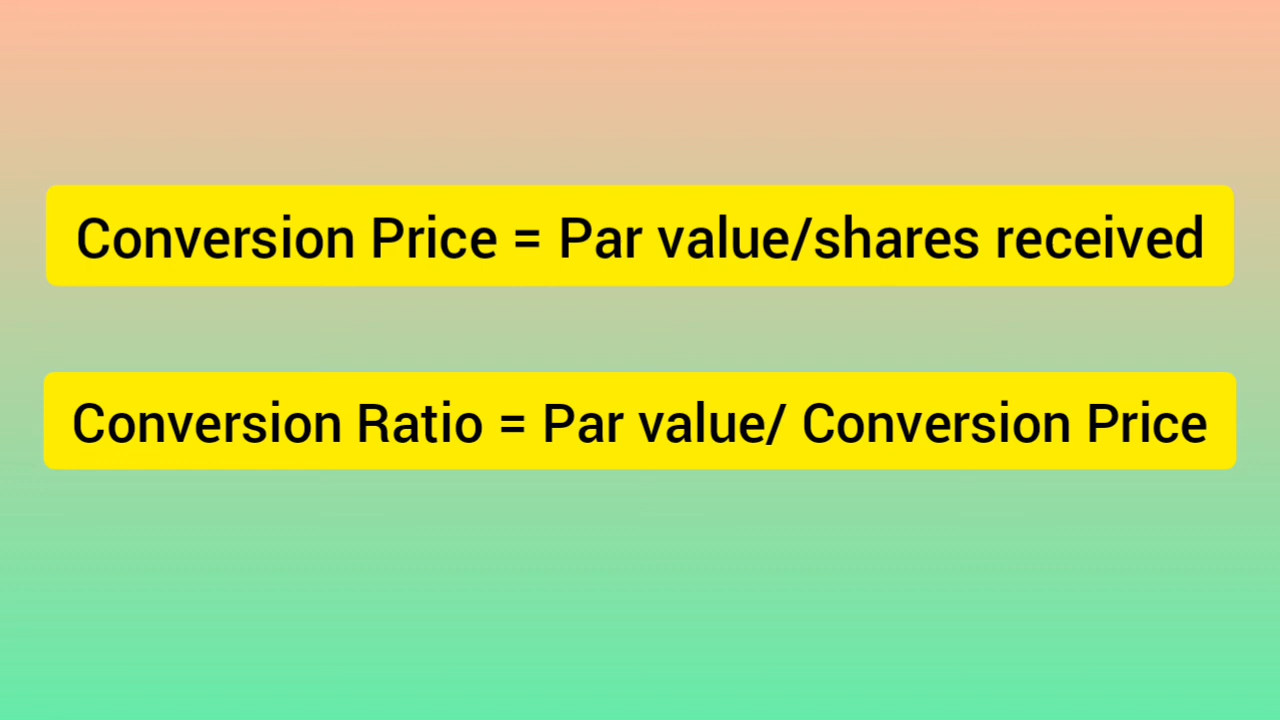 Conversion Price = Par value/shares received
Conversion Ratio = Par value/ Conversion Price